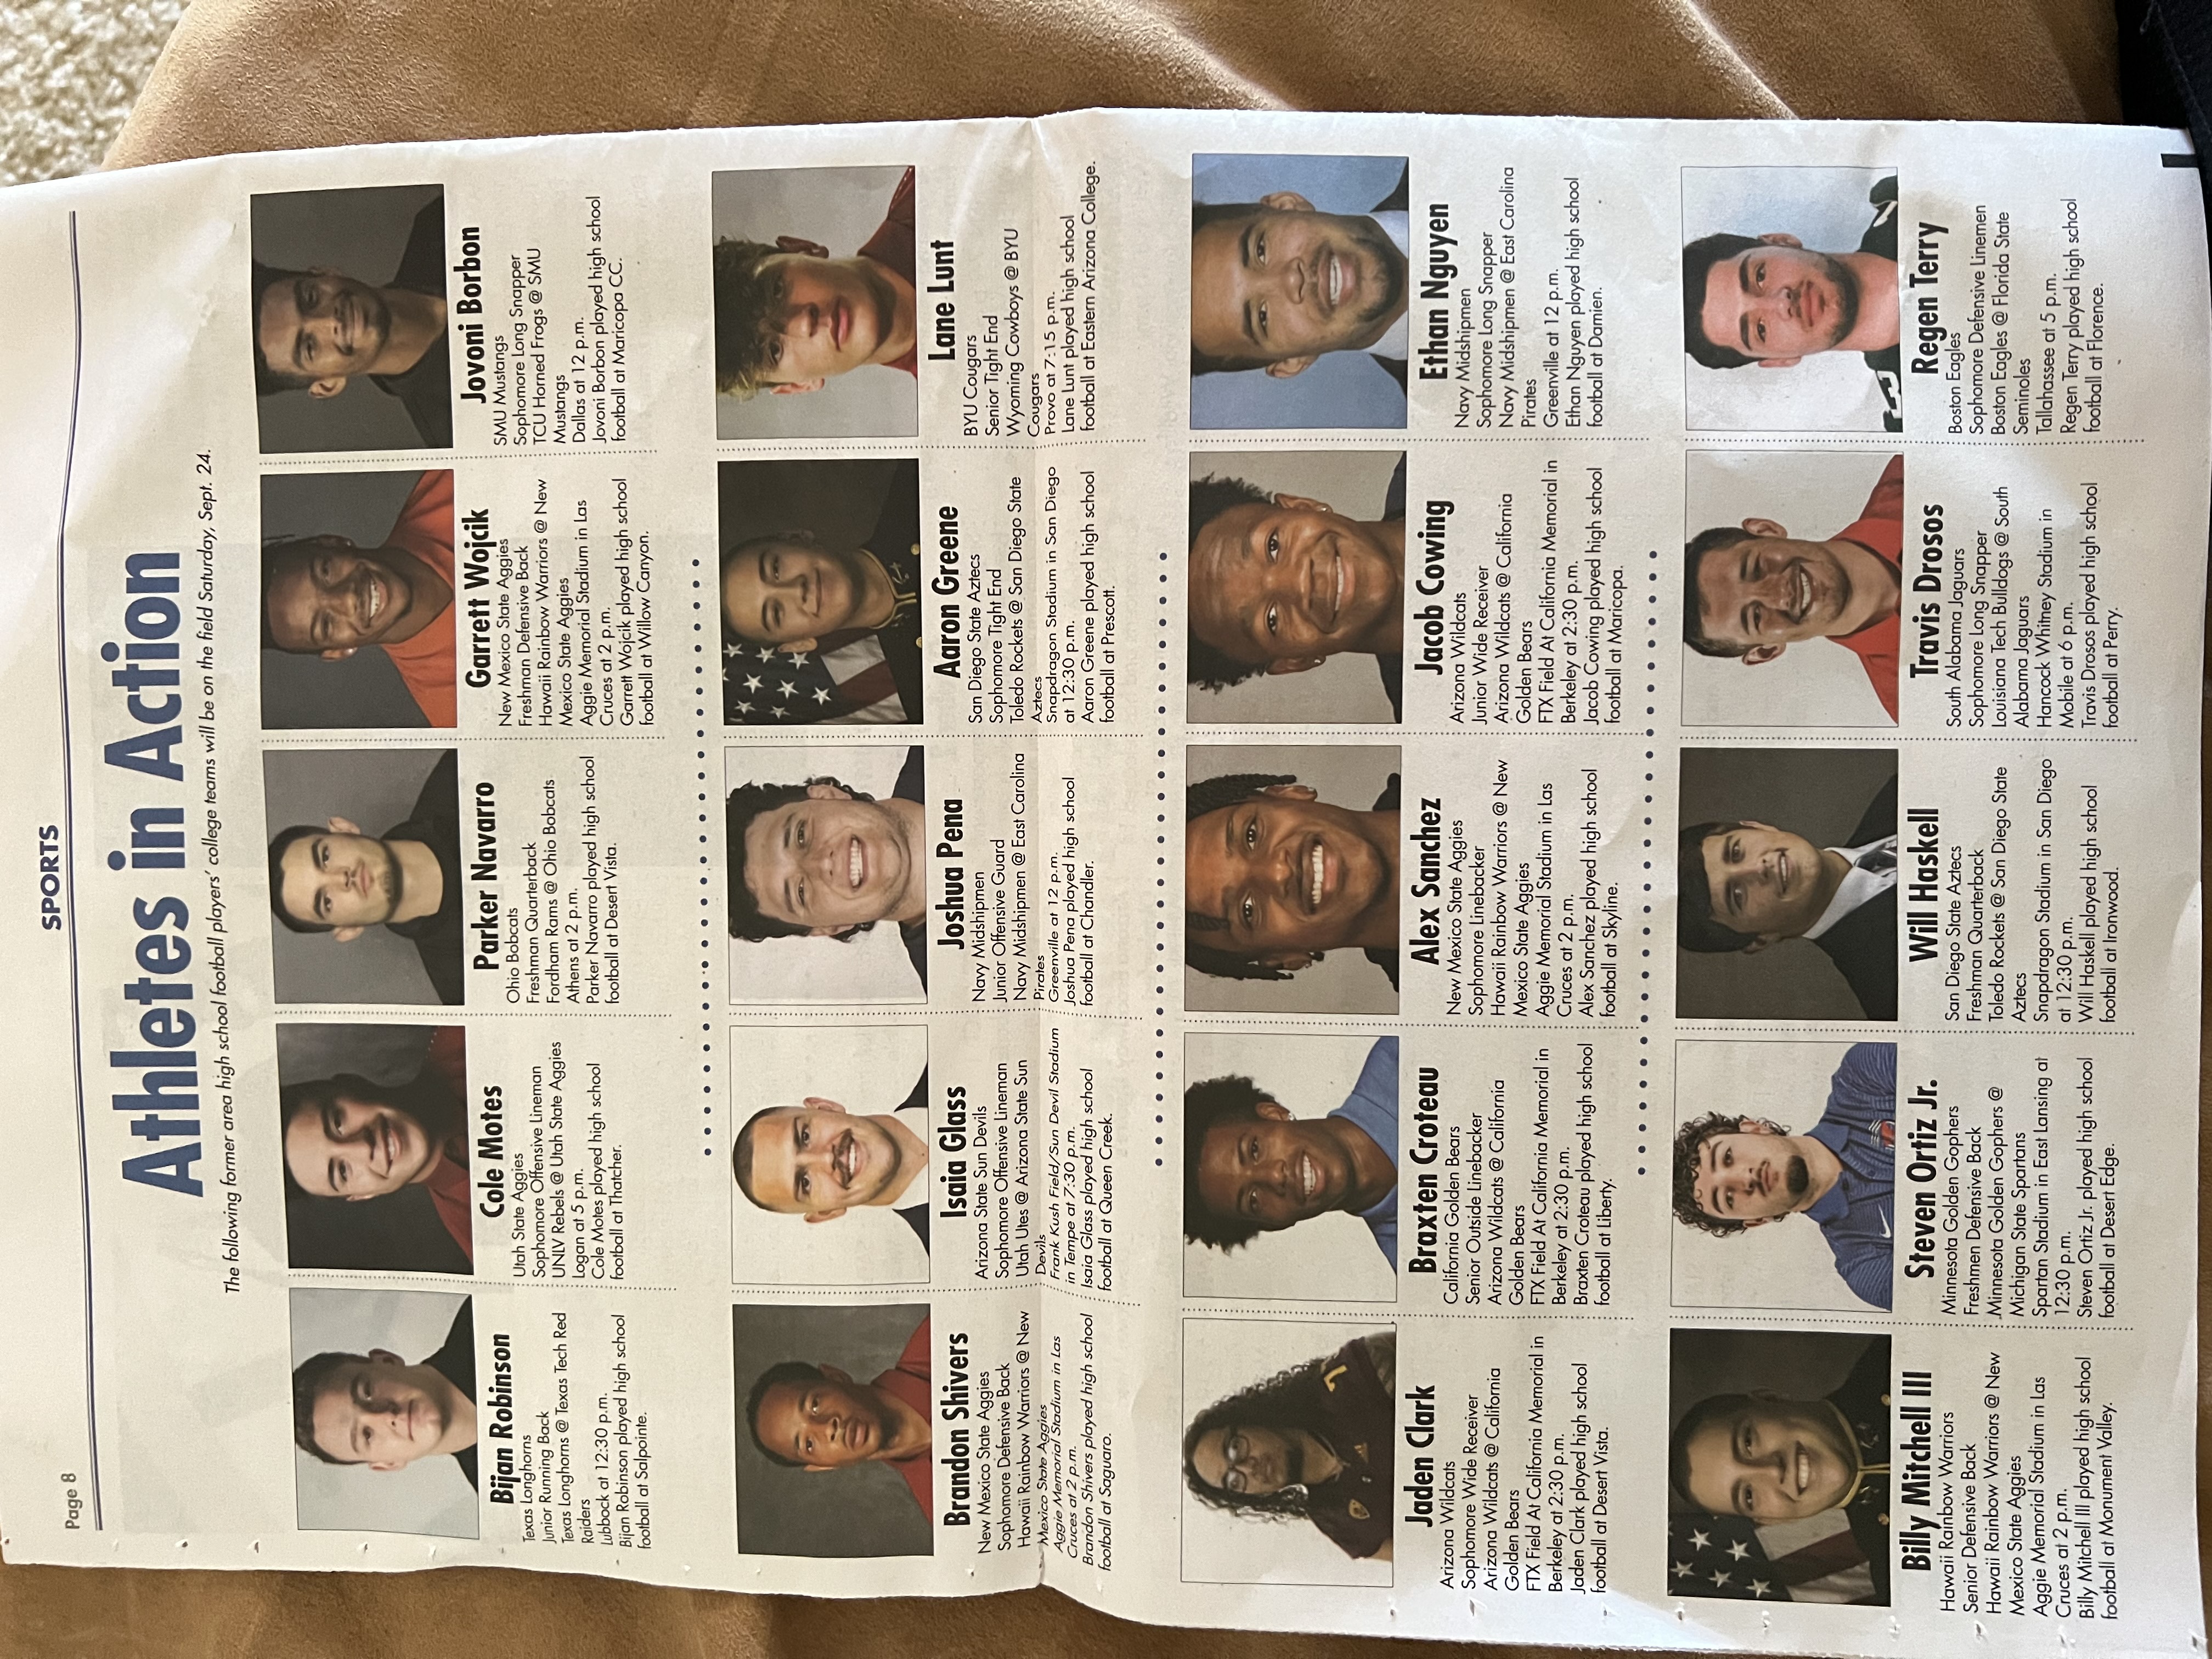 Page 8
SPORTS
Athletes in Action
The following former area high school football players' college teams will be on the field Saturday, Sept. 24.
Bijan Robinson
Texas Longhorns
Junior Running Back
Texas Longhorns @ Texas Tech Red
Raiders
Lubbock at 12:30 p.m.
Bijan Robinson played high school
football at Salpointe.
Cole Motes
Utah State Aggies
Sophomore Offensive Lineman
UNLV Rebels @ Utah State Aggies
Logan at 5 p.m.
Cole Motes played high school
football at Thatcher.
Parker Navarro
Ohio Bobcats
Freshman Quarterback
Fordham Rams @ Ohio Bobcats
Athens at 2 p.m.
Parker Navarro played high school
football at Desert Vista.
Garrett Wojcik
New Mexico State Aggies
Freshman Defensive Back
Hawaii Rainbow Warriors @ New
Mexico State Aggies
Aggie Memorial Stadium in Las
Cruces at 2 p.m.
Garrett Wojcik played high school
football at Willow Canyon.
Jovoni Borbon
SMU Mustangs
Sophomore Long Snapper
TCU Horned Frogs @ SMU
Mustangs
Dallas at 12 p.m.
Jovoni Borbon played high school
football at Maricopa CC.
Brandon Shivers
New Mexico State Aggies
Sophomore Defensive Back
Hawaii Rainbow Warriors @ New
Mexico State Aggies
Aggie Memorial Stadium in Las
Cruces at 2 p.m.
Brandon Shivers played high school
football at Saguaro.
Isaia Glass
Arizona State Sun Devils
Sophomore Offensive Lineman
Utah Utes @ Arizona State Sun
Devils
Frank Kush Field/Sun Devil Stadium
in Tempe at 7:30 p.m.
Isaia Glass played high school
football at Queen Creek.
Joshua Pena
Navy Midshipmen
Junior Offensive Guard
Navy Midshipmen @ East Carolina
Pirates
Greenville at 12 p.m.
Joshua Pena played high school
football at Chandler.
Aaron Greene
San Diego State Aztecs
Sophomore Tight End
Toledo Rockets @ San Diego State
Aztecs
Snapdragon Stadium in San Diego
at 12:30 p.m.
Aaron Greene played high school
football at Prescott.
Lane Lunt
BYU Cougars
Senior Tight End
Wyoming Cowboys @ BYU
Cougars
Provo at 7:15 p.m.
Lane Lunt played high school
football at Eastern Arizona College.
7
Jaden Clark
Arizona Wildcats
Sophomore Wide Receiver
Arizona Wildcats @ California
Golden Bears
FTX Field At California Memorial in
Berkeley at 2:30 p.m.
Jaden Clark played high school
football at Desert Vista.
Braxten Croteau
California Golden Bears
Senior Outside Linebacker
Arizona Wildcats @ California
Golden Bears
FTX Field At California Memorial in
Berkeley at 2:30 p.m.
Braxten Croteau played high school
football at Liberty.
Alex Sanchez
New Mexico State Aggies
Sophomore Linebacker
Hawaii Rainbow Warriors @ New
Mexico State Aggies
Aggie Memorial Stadium in Las
Cruces at 2 p.m.
Alex Sanchez played high school
football at Skyline.
Jacob Cowing
Arizona Wildcats
Junior Wide Receiver
Arizona Wildcats @ California
Golden Bears
FTX Field At California Memorial in
Berkeley at 2:30 p.m.
Jacob Cowing played high school
football at Maricopa.
Ethan Nguyen
Navy Midshipmen
Sophomore Long Snapper
Navy Midshipmen @ East Carolina
Pirates
Greenville at 12 p.m.
Ethan Nguyen played high school
football at Damien.
Billy Mitchell III
Hawaii Rainbow Warriors
Senior Defensive Back
Hawaii Rainbow Warriors @ New
Mexico State Aggies
Aggie Memorial Stadium in Las
Cruces at 2 p.m.
Billy Mitchell III played high school
football at Monument Valley.
Steven Ortiz Jr.
Minnesota Golden Gophers
Freshmen Defensive Back
Minnesota Golden Gophers @
Michigan State Spartans
Spartan Stadium in East Lansing at
12:30 p.m.
Steven Ortiz Jr. played high school
football at Desert Edge.
Will Haskell
San Diego State Aztecs
Freshman Quarterback
Toledo Rockets @ San Diego State
Aztecs
Snapdragon Stadium in San Diego
at 12:30 p.m.
Will Haskell played high school
football at Ironwood.
Travis Drosos
South Alabama Jaguars
Sophomore Long Snapper
Louisiana Tech Bulldogs @ South
Alabama Jaguars
Hancock Whitney Stadium in
Mobile at 6 p.m.
Travis Drosos played high school
football at Perry.
Regen Terry
Boston Eagles
Sophomore Defensive Linemen
Boston Eagles @ Florida State
Seminoles
Tallahassee at 5 p.m.
Regen Terry played high school
football at Florence.